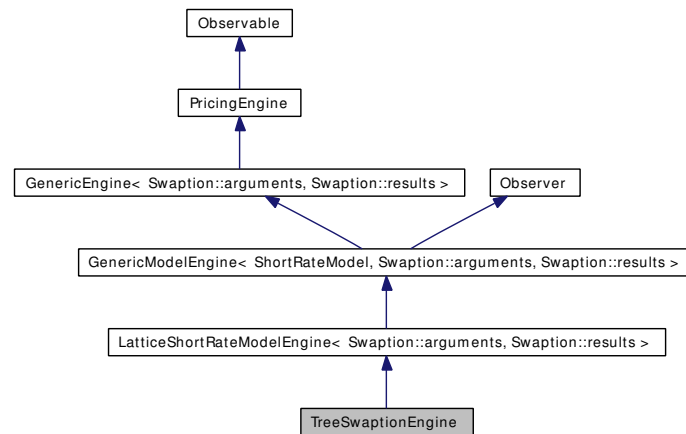 Observable
PricingEngine
GenericEngine< Swaption::arguments, Swaption::results >
Observer
GenericModelEngine< ShortRateModel, Swaption::arguments, Swaption::results >
LatticeShortRateModelEngine< Swaption::arguments, Swaption::results >
TreeSwaptionEngine